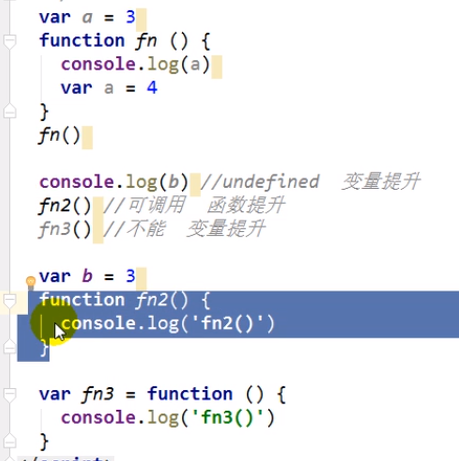 var a = 3
function fn () {
console.log(a)
var a = 4
}
fn()
console.log(b) //undefined 变量提升
fn2() //可调用 函数提升
fn3() //不能 变量提升
var b = 3
function fn2() {
console.log('fn2()')
}
var fn3 = function () {
console.log('fn3()')
}
</script>